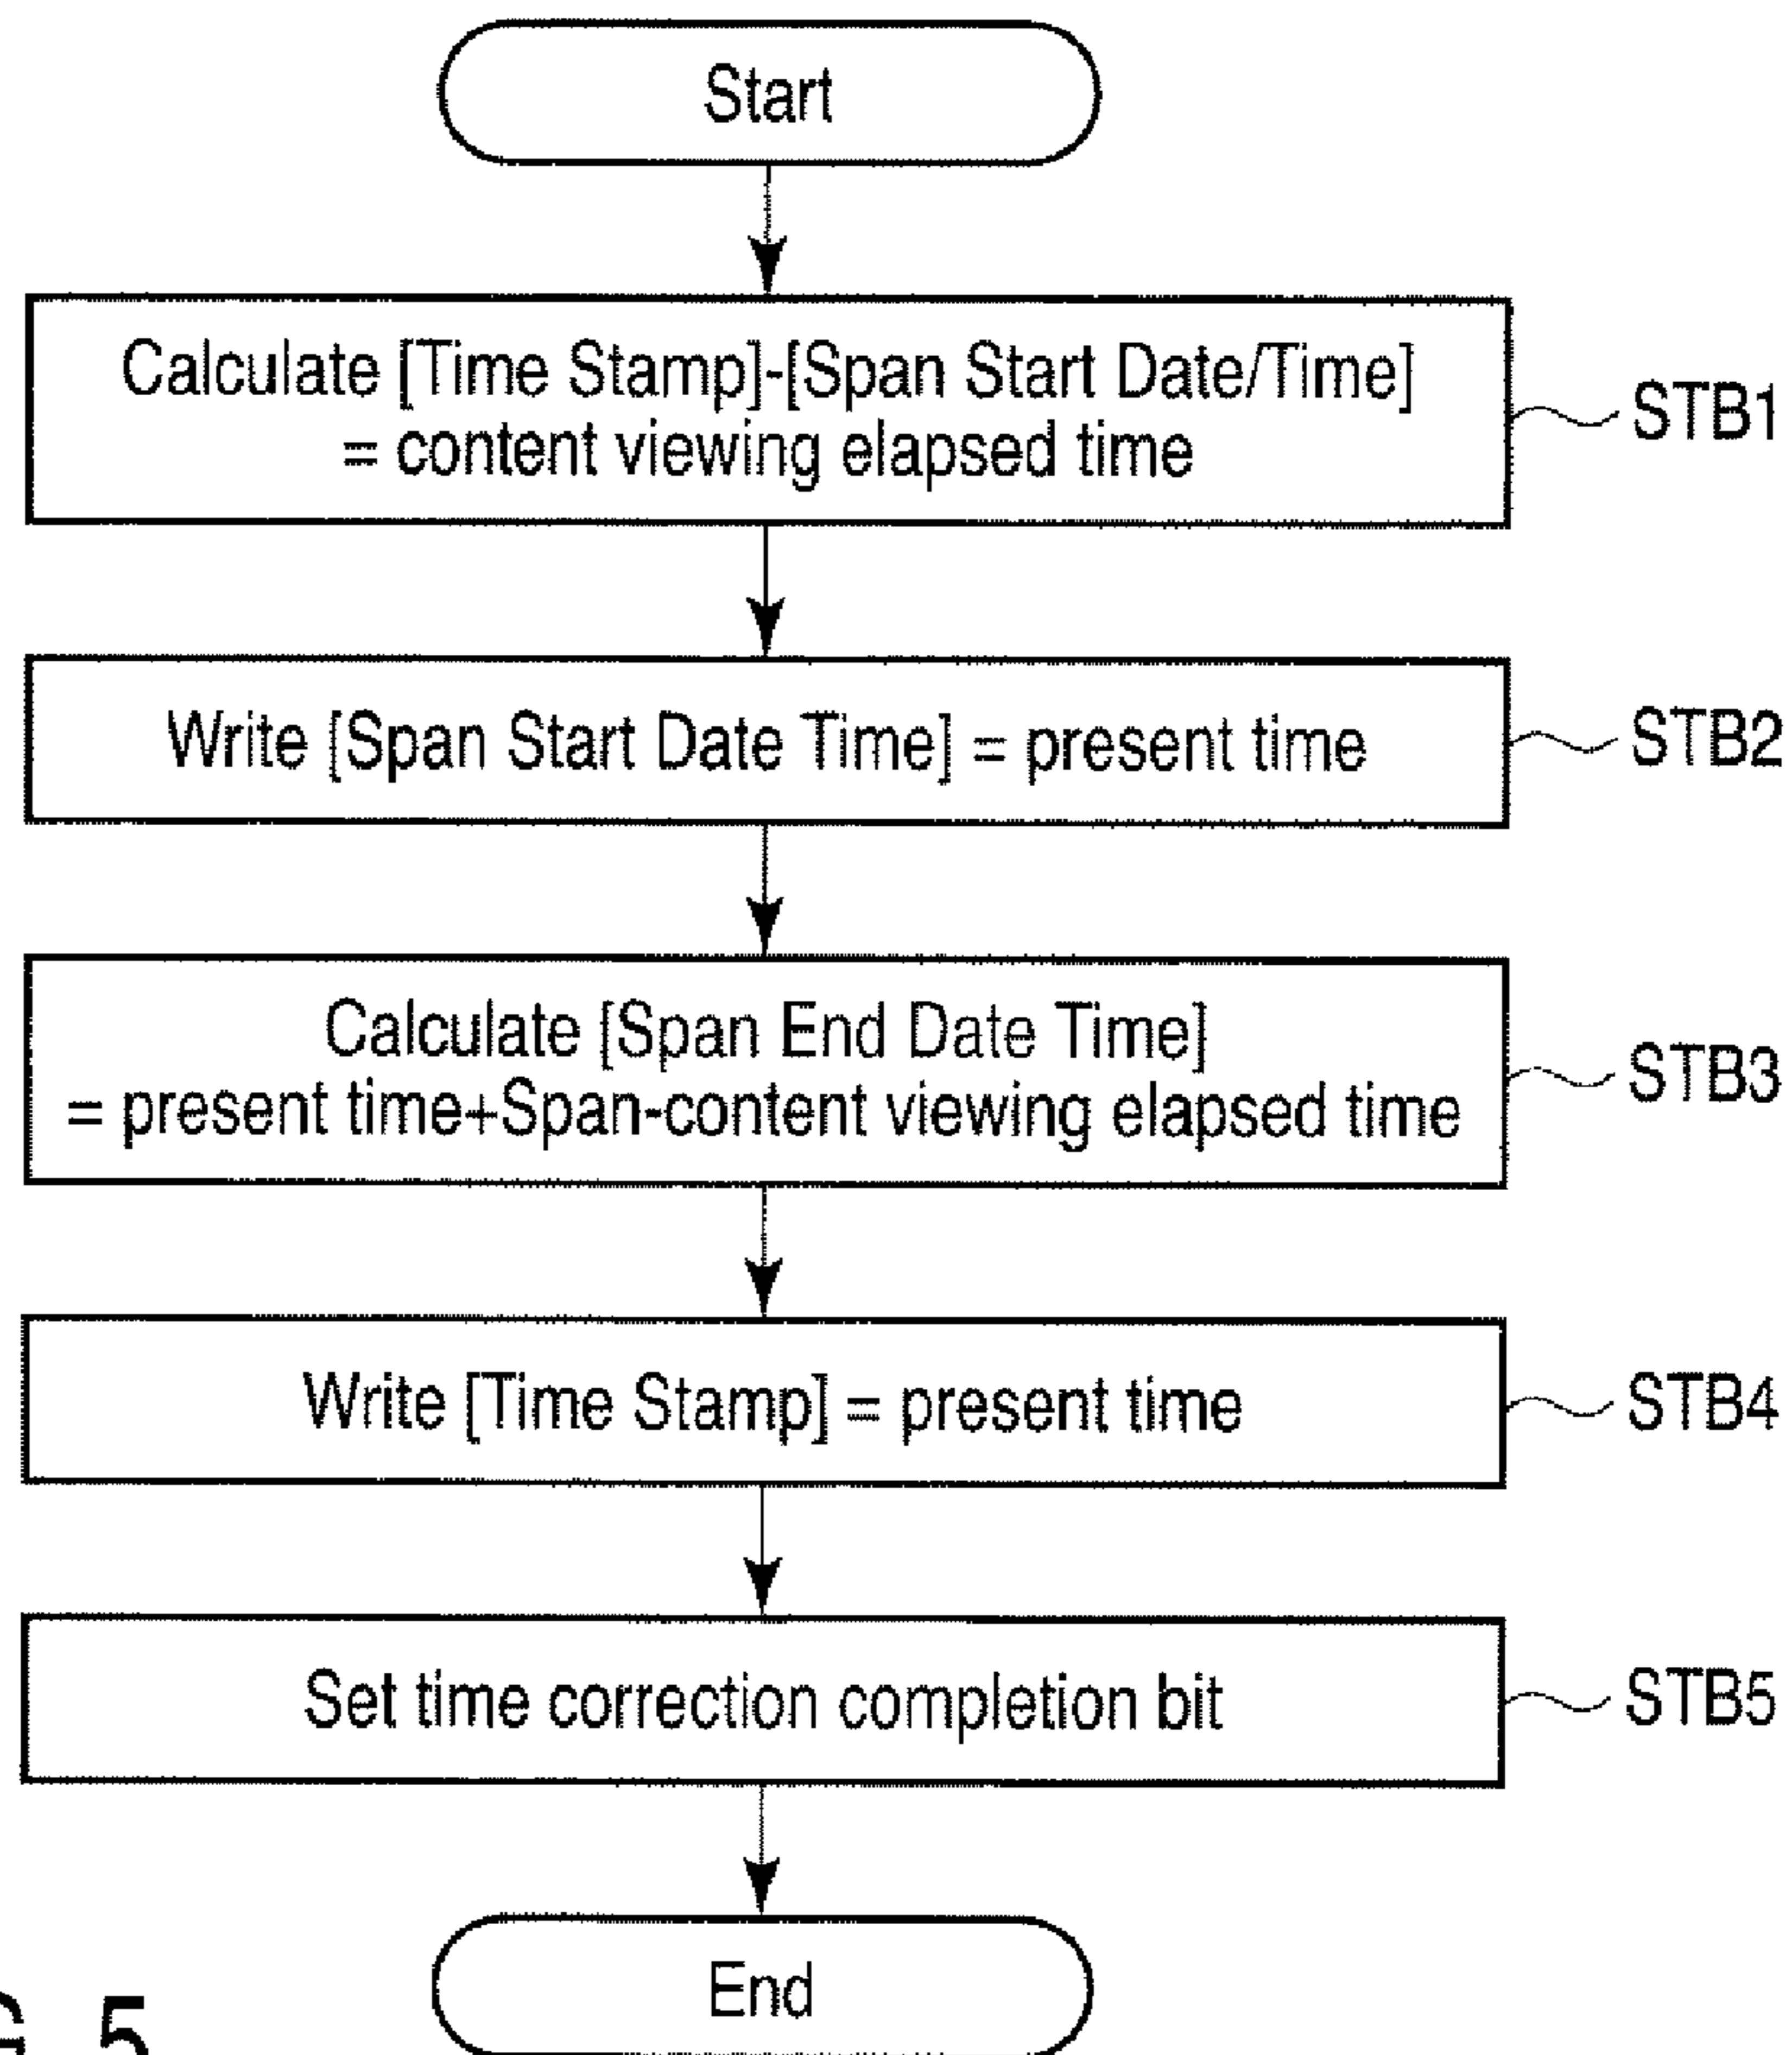 Start
Calculate [Time Stamp]-[Span Start Date/Time]
= content viewing elapsed time
STB1
Write [Span Start Date Time] = present time
STB2
Calculate [Span End Date Time]
= present time+Span-content viewing elapsed time
STB3
Write [Time Stamp] = present time
STB4
Set time correction completion bit
STB5
End
5